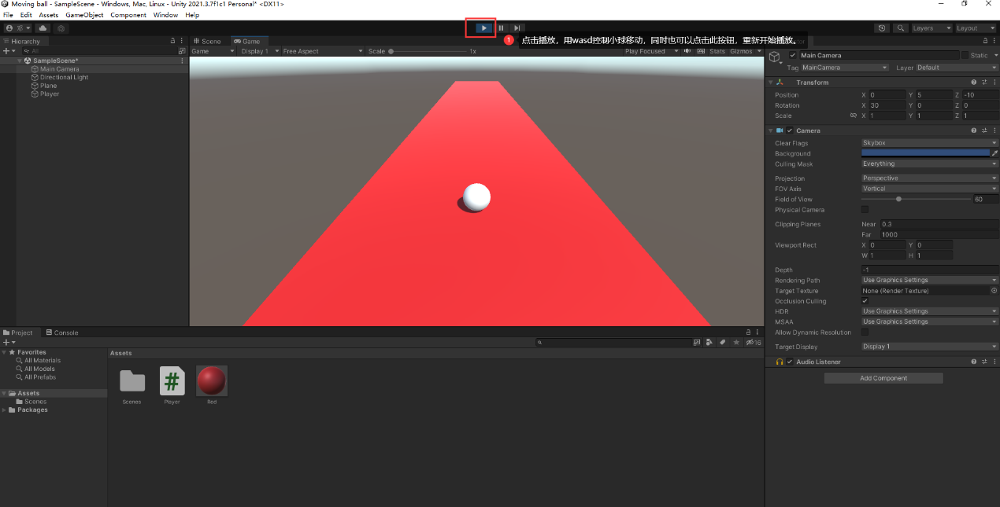 Moving ball - SampleScene - Windows, Mac, Linux - Unity 2021.3.7f1c1 Personal* <DX11>
File Edit Assets GameObject Component Window Help
Layers Layout
1 点击播放，用wasd控制小球移动，同时也可以点击此按钮，重新开始播放。
Hierarchy
All
SampleScene*
Main Camera
Directional Light
Plane
Player
Scene Game
Game Display 1 Free Aspect Scale 1x Play Focused Stats Gizmos
Main Camera Static
Tag MainCamera Layer Default
Transform
Position X 0 Y 5 Z -10
Rotation X 30 Y 0 Z 0
Scale X 1 Y 1 Z 1
Camera
Clear Flags Skybox
Background
Culling Mask Everything
Projection Perspective
FOV Axis Vertical
Field of View 60
Physical Camera
Clipping Planes Near 0.3
Far 1000
Viewport Rect X 0 Y 0
W 1 H 1
Depth -1
Rendering Path Use Graphics Settings
Target Texture None (Render Texture)
Occlusion Culling
HDR Use Graphics Settings
MSAA Use Graphics Settings
Allow Dynamic Resolution
Target Display Display 1
Audio Listener
Add Component
Project Console
16
Favorites
All Materials
All Models
All Prefabs
Assets
Scenes
Packages
Assets
Scenes Player Red